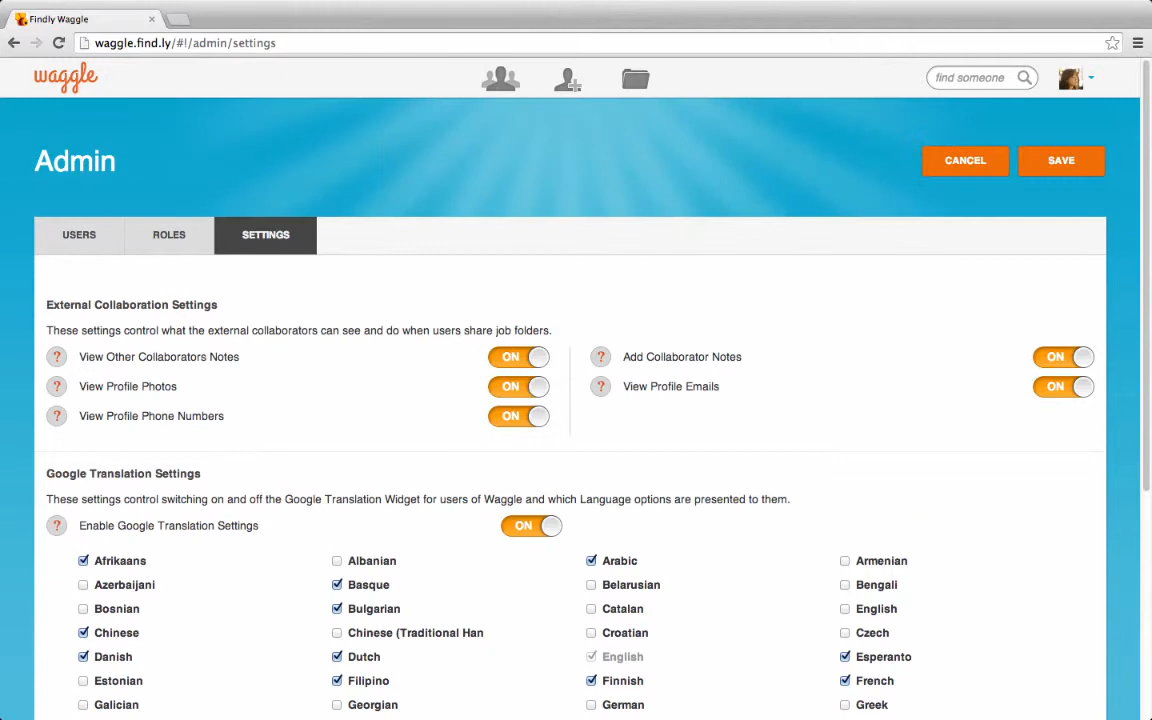 Findly Waggle
waggle.find.ly/#!/admin/settings
waggle
find someone
Admin
CANCEL SAVE
USERS ROLES SETTINGS
External Collaboration Settings
These settings control what the external collaborators can see and do when users share job folders.
? View Other Collaborators Notes ON ? Add Collaborator Notes ON
? View Profile Photos ON ? View Profile Emails ON
? View Profile Phone Numbers ON
Google Translation Settings
These settings control switching on and off the Google Translation Widget for users of Waggle and which Language options are presented to them.
? Enable Google Translation Settings ON
Afrikaans Albanian Arabic Armenian
Azerbaijani Basque Belarusian Bengali
Bosnian Bulgarian Catalan English
Chinese Chinese (Traditional Han Croatian Czech
Danish Dutch English Esperanto
Estonian Filipino Finnish French
Galician Georgian German Greek